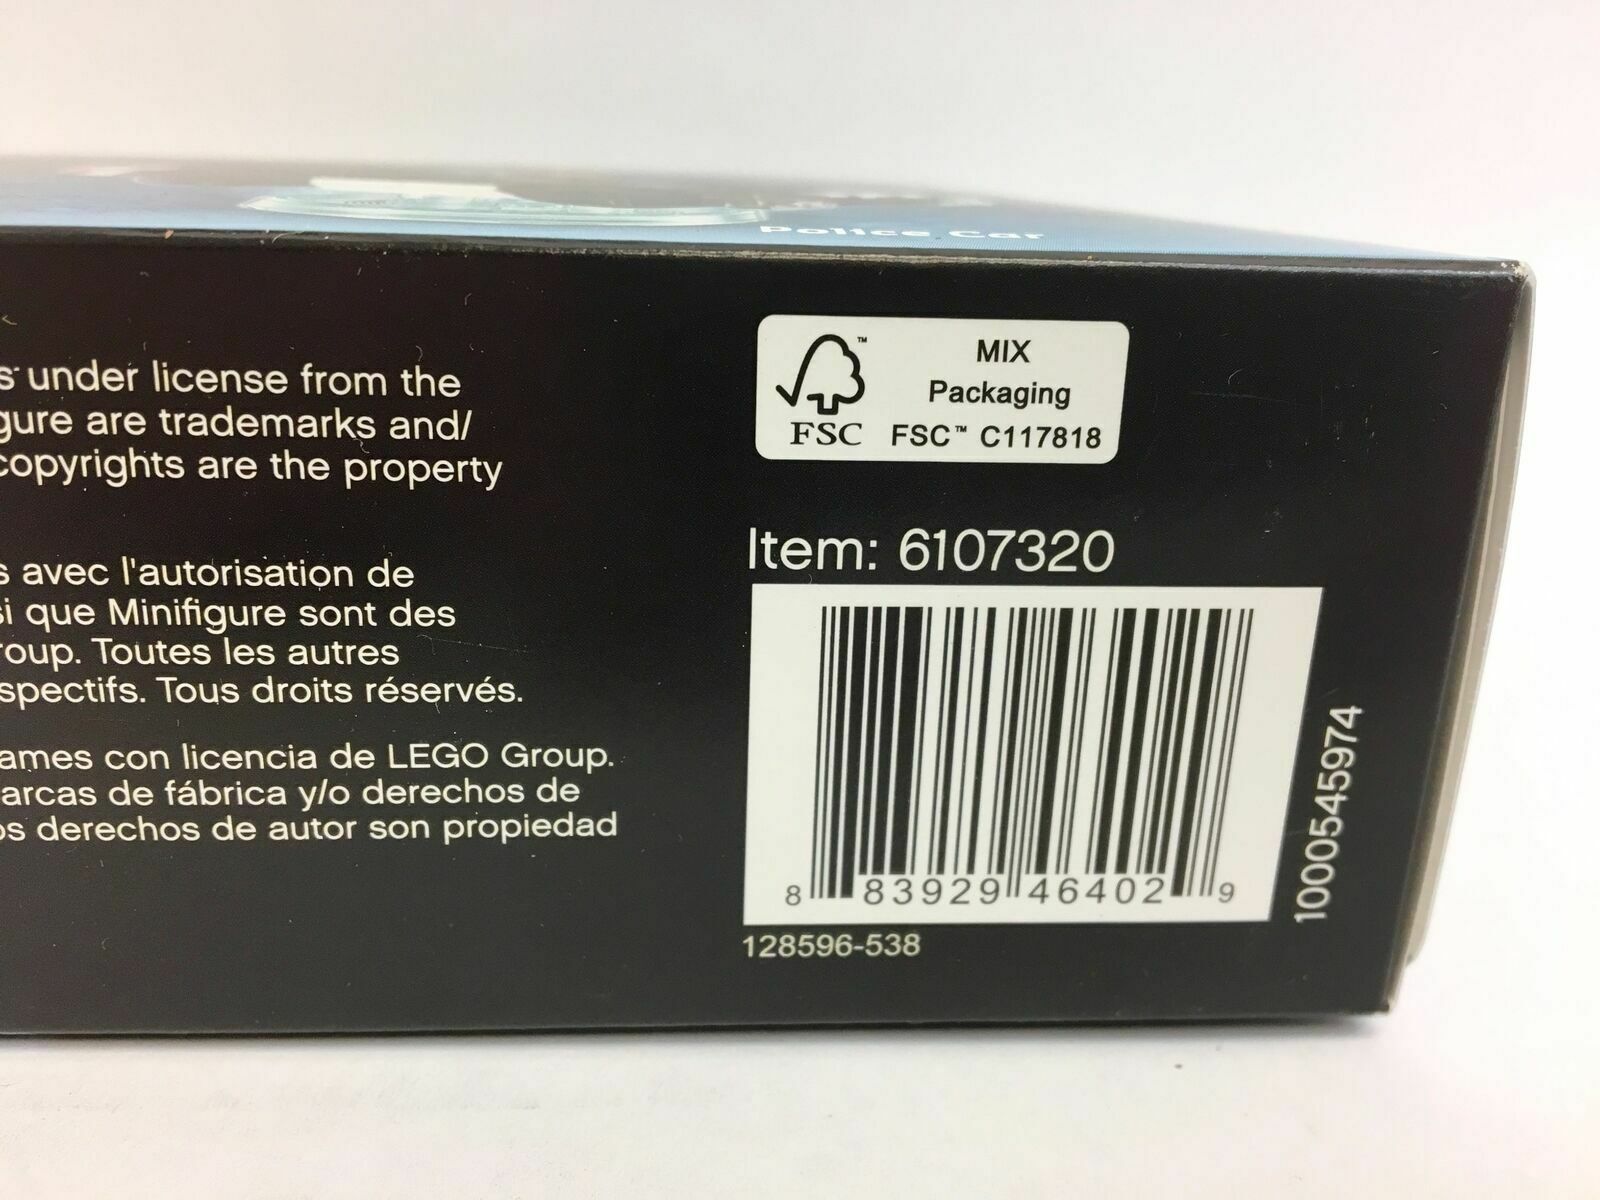 Police Car
under license from the
gure are trademarks and/
copyrights are the property
s avec l'autorisation de
si que Minifigure sont des
roup. Toutes les autres
spectifs. Tous droits réservés.
ames con licencia de LEGO Group.
arcas de fábrica y/o derechos de
os derechos de autor son propiedad
™
FSC
MIX
Packaging
FSC™ C117818
Item: 6107320
8 83929 46402 9
128596-538
1000545974